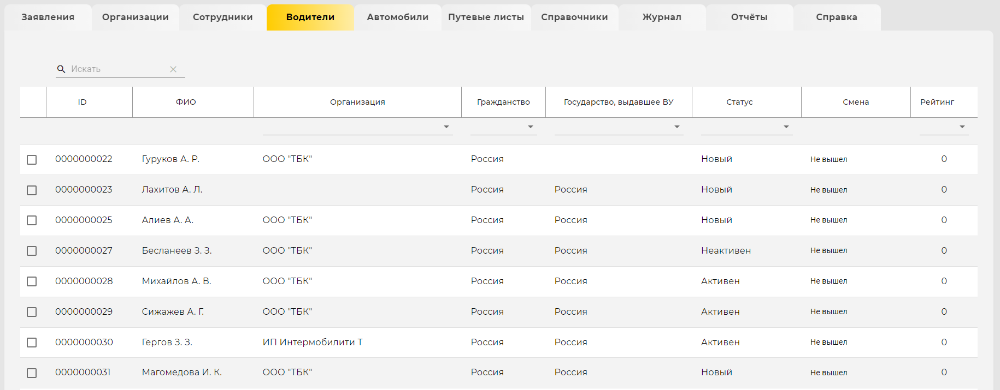 Заявления Организации Сотрудники Водители Автомобили Путевые листы Справочники Журнал Отчёты Справка
Искать
ID ФИО Организация Гражданство Государство, выдавшее ВУ Статус Смена Рейтинг
0000000022 Гуруков А. Р. ООО "ТБК" Россия Новый Не вышел 0
0000000023 Лахитов А. Л. Россия Россия Новый Не вышел 0
0000000025 Алиев А. А. ООО "ТБК" Россия Россия Новый Не вышел 0
0000000027 Бесланеев З. З. ООО "ТБК" Россия Россия Неактивен Не вышел 0
0000000028 Михайлов А. В. ООО "ТБК" Россия Россия Активен Не вышел 0
0000000029 Сижажев А. Г. ООО "ТБК" Россия Россия Активен Не вышел 0
0000000030 Гергов З. З. ИП Интермобилити Т Россия Россия Активен Не вышел 0
0000000031 Магомедова И. К. ООО "ТБК" Россия Россия Новый Не вышел 0